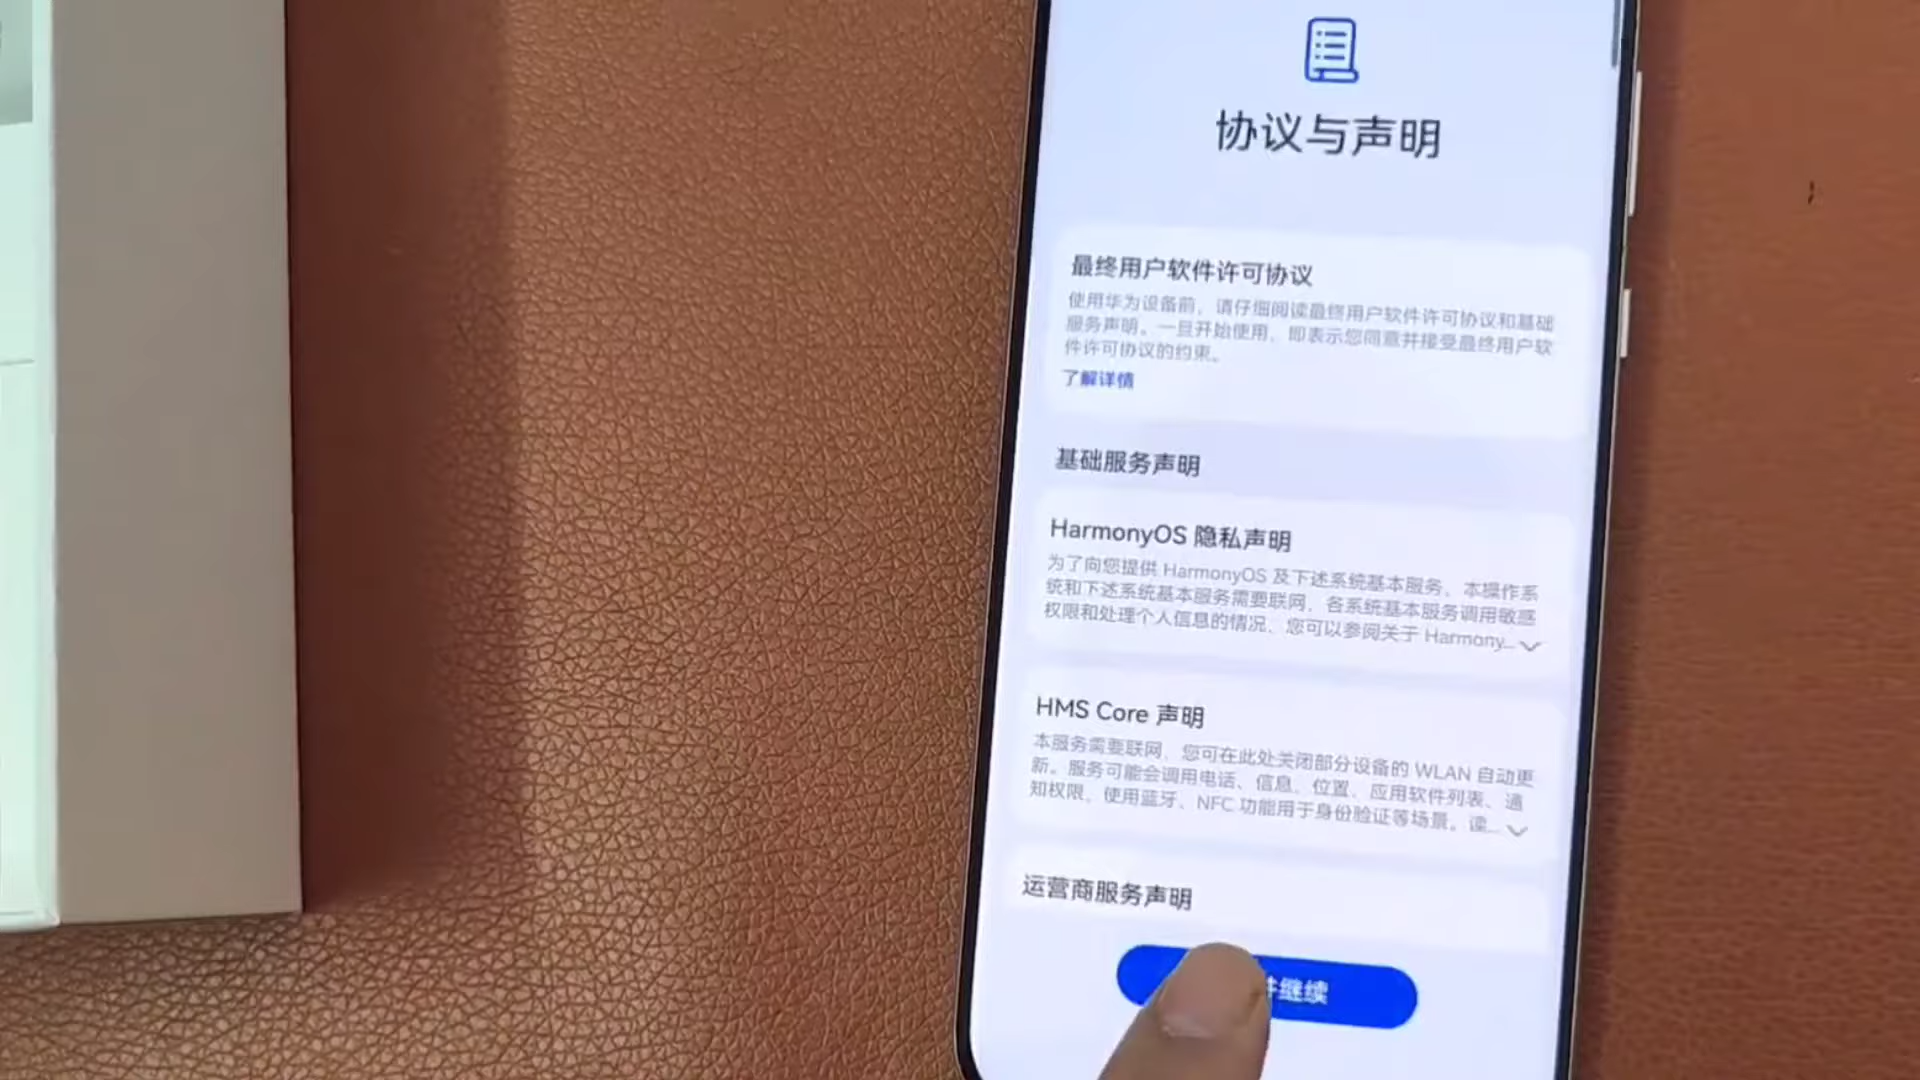 协议与声明
最终用户软件许可协议
使用华为设备前，请仔细阅读最终用户软件许可协议和基础
服务声明。一旦开始使用，即表示您同意并接受最终用户软
件许可协议的约束。
了解详情
基础服务声明
HarmonyOS 隐私声明
为了向您提供 HarmonyOS 及下述系统基本服务，本操作系
统和下述系统基本服务需要联网，各系统基本服务调用敏感
权限和处理个人信息的情况，您可以参阅关于 Harmony...
HMS Core 声明
本服务需要联网，您可在此处关闭部分设备的 WLAN 自动更
新。服务可能会调用电话、信息、位置、应用软件列表、通
知权限，使用蓝牙、NFC 功能用于身份验证等场景。读...
运营商服务声明
并继续